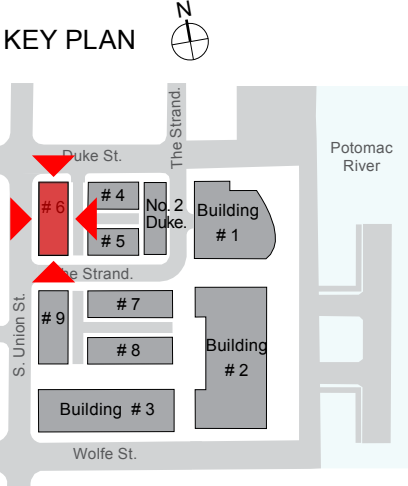 N
KEY PLAN
The Strand.
Duke St.
Potomac
River
# 6
# 4
No. 2
Duke.
Building
# 1
# 5
The Strand.
S. Union St.
# 9
# 7
# 8
Building
# 2
Building # 3
Wolfe St.